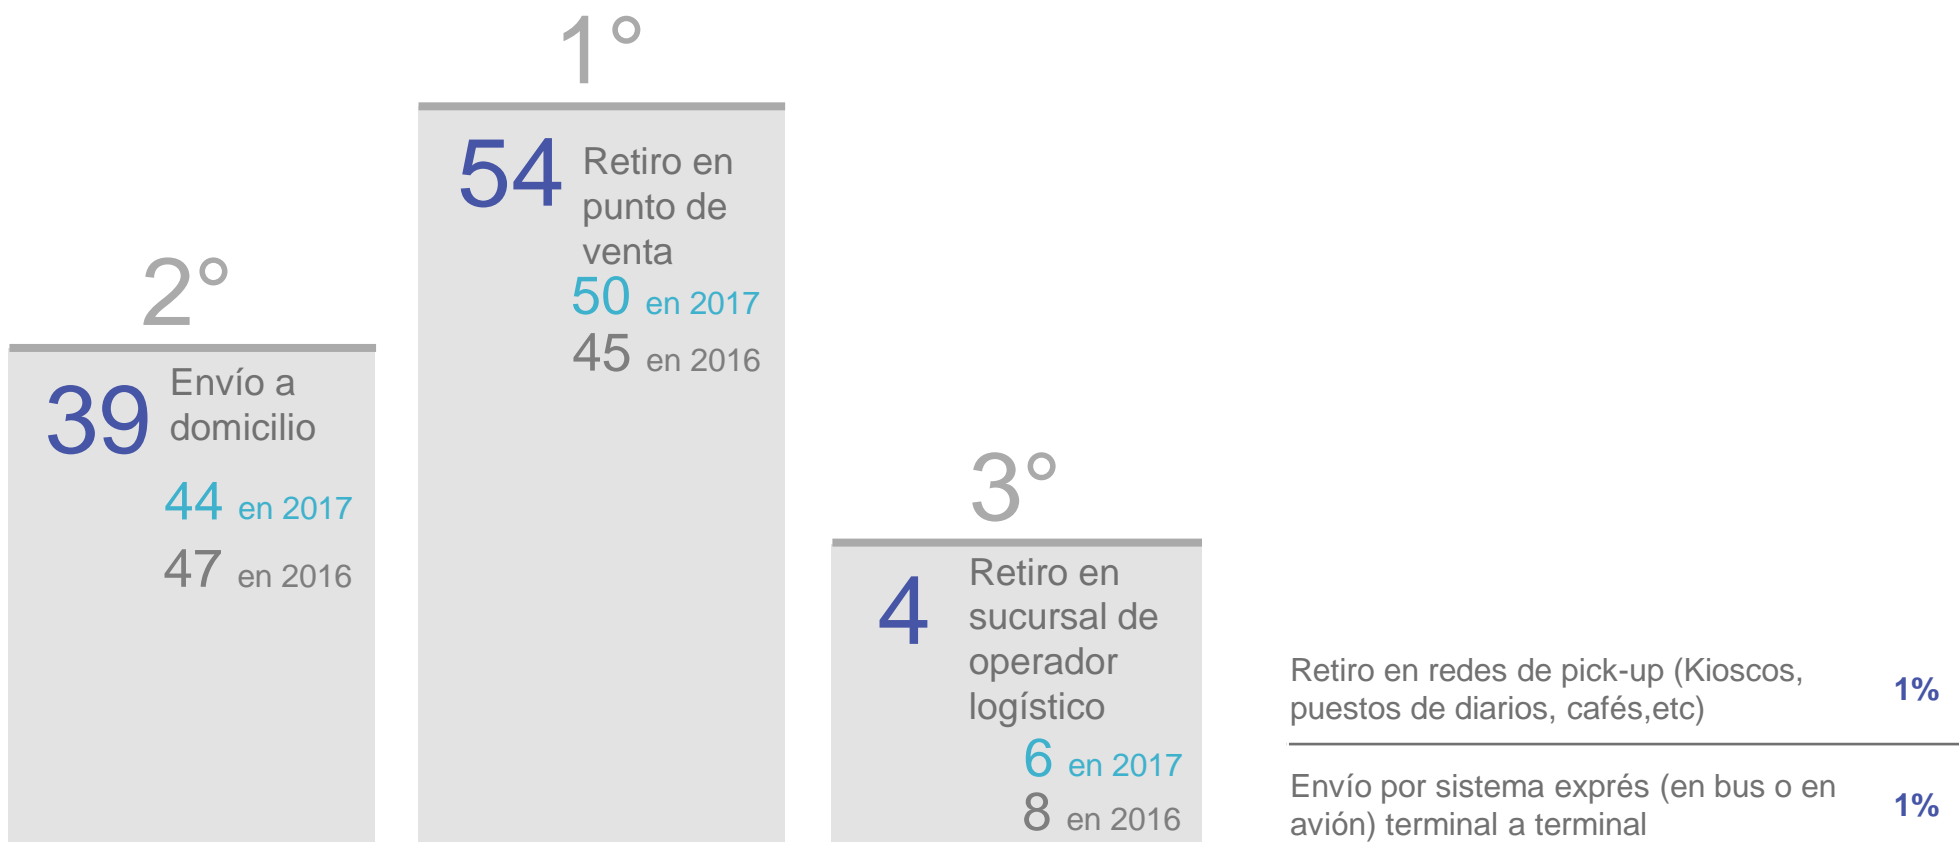 1°
54
Retiro en
punto de
venta
50 en 2017
45 en 2016
2°
39
Envío a
domicilio
44 en 2017
47 en 2016
3°
4
Retiro en
sucursal de
operador
logístico
6 en 2017
8 en 2016
Retiro en redes de pick-up (Kioscos,
puestos de diarios, cafés,etc)
1%
Envío por sistema exprés (en bus o en
avión) terminal a terminal
1%